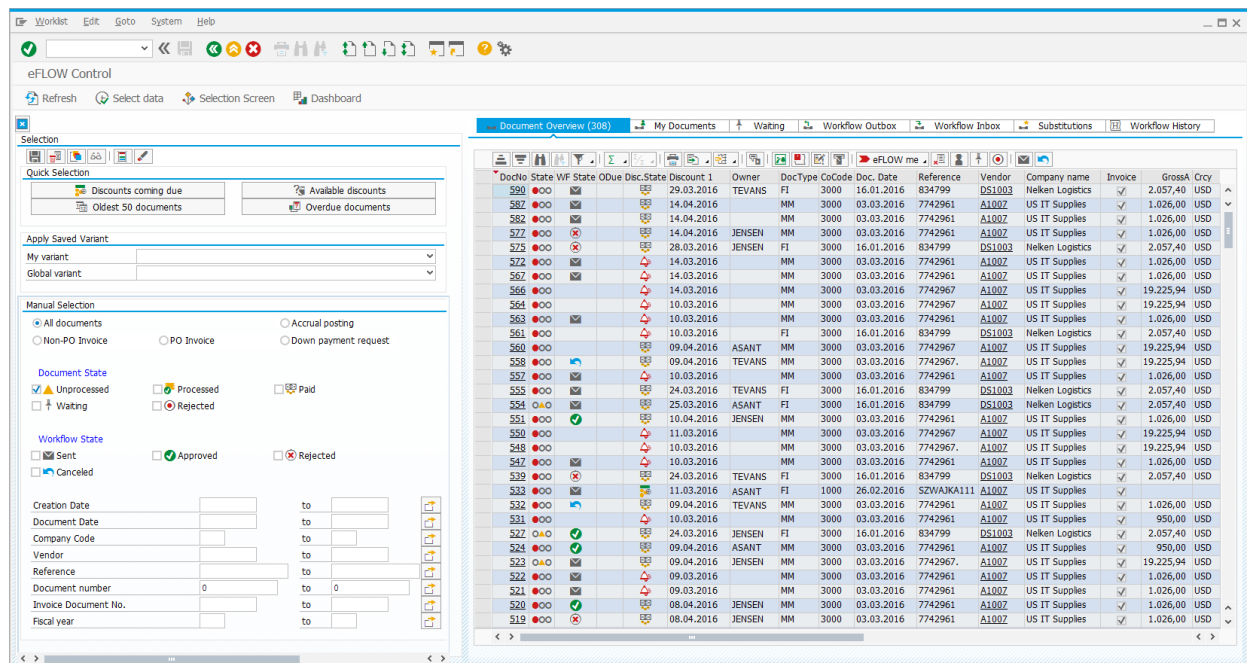 Worklist Edit Goto System Help
eFLOW Control
Refresh Select data Selection Screen Dashboard
Selection
Quick Selection
Discounts coming due Available discounts
Oldest 50 documents Overdue documents
Apply Saved Variant
My variant
Global variant
Manual Selection
All documents Accrual posting
Non-PO Invoice PO Invoice Down payment request
Document State
Unprocessed Processed Paid
Waiting Rejected
Workflow State
Sent Approved Rejected
Canceled
Creation Date to
Document Date to
Company Code to
Vendor to
Reference to
Document number 0 to 0
Invoice Document No. to
Fiscal year to
Document Overview (308) My Documents Waiting Workflow Outbox Workflow Inbox Substitutions Workflow History
eFLOW me
DocNo State WF State ODue Disc.State Discount 1 Owner DocType CoCode Doc. Date Reference Vendor Company name Invoice GrossA Crcy
590 29.03.2016 TEVANS FI 3000 16.01.2016 834799 DS1003 Nelken Logistics 2.057,40 USD
587 14.04.2016 MM 3000 03.03.2016 7742961 A1007 US IT Supplies 1.026,00 USD
582 14.04.2016 MM 3000 03.03.2016 7742961 A1007 US IT Supplies 1.026,00 USD
577 14.04.2016 JENSEN MM 3000 03.03.2016 7742961 A1007 US IT Supplies 1.026,00 USD
575 28.03.2016 JENSEN FI 3000 16.01.2016 834799 DS1003 Nelken Logistics 2.057,40 USD
572 14.03.2016 MM 3000 03.03.2016 7742961 A1007 US IT Supplies 1.026,00 USD
567 14.03.2016 MM 3000 03.03.2016 7742961 A1007 US IT Supplies 1.026,00 USD
566 14.03.2016 MM 3000 03.03.2016 7742967 A1007 US IT Supplies 19.225,94 USD
564 10.03.2016 MM 3000 03.03.2016 7742967 A1007 US IT Supplies 19.225,94 USD
563 10.03.2016 MM 3000 03.03.2016 7742961 A1007 US IT Supplies 1.026,00 USD
561 10.03.2016 FI 3000 16.01.2016 834799 DS1003 Nelken Logistics 2.057,40 USD
560 09.04.2016 ASANT MM 3000 03.03.2016 7742967 A1007 US IT Supplies 19.225,94 USD
558 09.04.2016 TEVANS MM 3000 03.03.2016 7742967. A1007 US IT Supplies 19.225,94 USD
557 10.03.2016 MM 3000 03.03.2016 7742961 A1007 US IT Supplies 1.026,00 USD
555 24.03.2016 TEVANS FI 3000 16.01.2016 834799 DS1003 Nelken Logistics 2.057,40 USD
554 25.03.2016 ASANT FI 3000 16.01.2016 834799 DS1003 Nelken Logistics 2.057,40 USD
551 10.04.2016 JENSEN MM 3000 03.03.2016 7742961 A1007 US IT Supplies 1.026,00 USD
550 11.03.2016 MM 3000 03.03.2016 7742967 A1007 US IT Supplies 19.225,94 USD
548 10.03.2016 MM 3000 03.03.2016 7742967. A1007 US IT Supplies 19.225,94 USD
547 10.03.2016 MM 3000 03.03.2016 7742961 A1007 US IT Supplies 1.026,00 USD
539 24.03.2016 TEVANS FI 3000 16.01.2016 834799 DS1003 Nelken Logistics 2.057,40 USD
533 11.03.2016 ASANT FI 1000 26.02.2016 SZWAJKA111 A1007 US IT Supplies
532 09.04.2016 TEVANS MM 3000 03.03.2016 7742961 A1007 US IT Supplies 1.026,00 USD
531 10.03.2016 MM 3000 03.03.2016 7742961 A1007 US IT Supplies 950,00 USD
527 24.03.2016 JENSEN FI 3000 16.01.2016 834799 DS1003 Nelken Logistics 2.057,40 USD
524 09.04.2016 ASANT MM 3000 03.03.2016 7742961 A1007 US IT Supplies 950,00 USD
523 09.04.2016 JENSEN MM 3000 03.03.2016 7742967. A1007 US IT Supplies 19.225,94 USD
522 09.03.2016 MM 3000 03.03.2016 7742961 A1007 US IT Supplies 1.026,00 USD
521 09.03.2016 MM 3000 03.03.2016 7742961 A1007 US IT Supplies 1.026,00 USD
520 08.04.2016 JENSEN MM 3000 03.03.2016 7742961 A1007 US IT Supplies 1.026,00 USD
519 08.04.2016 JENSEN MM 3000 03.03.2016 7742961 A1007 US IT Supplies 1.026,00 USD